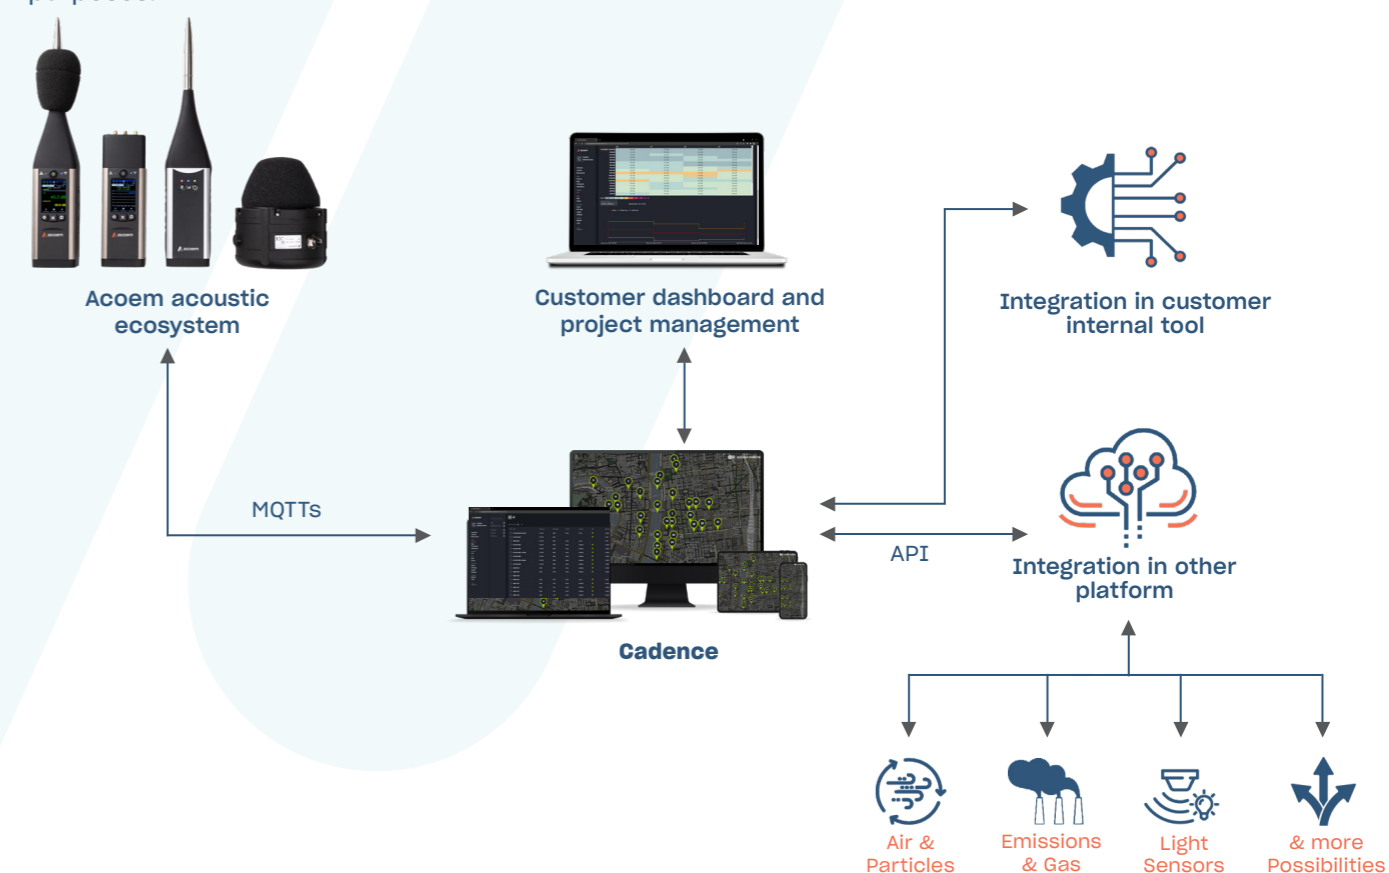 Acoem acoustic
ecosystem
Customer dashboard and
project management
Integration in customer
internal tool
MQTTs
API
Integration in other
platform
Cadence
Air &
Particles
Emissions
& Gas
Light
Sensors
& more
Possibilities